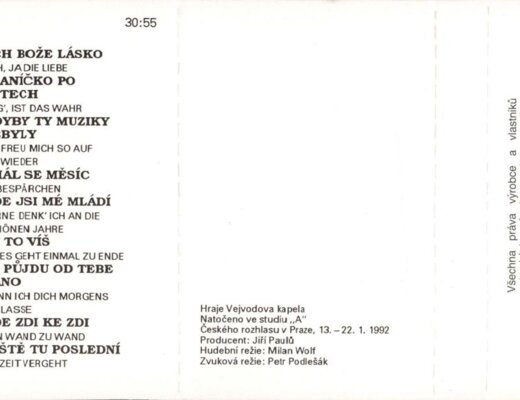 30:55
CH BOŽE LÁSKO
H, JA DIE LIEBE
ANÍČKO PO
TECH
G', IST DAS WAHR
DYBY TY MUZIKY
EBYLY
FREU MICH SO AUF
WIEDER
MÁL SE MĚSÍC
BESPÄRCHEN
DE JSI MÉ MLÁDÍ
RNE DENK' ICH AN DIE
HÖNEN JAHRE
TO VÍŠ
ES GEHT EINMAL ZU ENDE
PŮJDU OD TEBE
ANO
NN ICH DICH MORGENS
LASSE
DE ZDI KE ZDI
N WAND ZU WAND
ŠTĚ TU POSLEDNÍ
ZEIT VERGEHT
Hraje Vejvodova kapela
Natočeno ve studiu „A"
Českého rozhlasu v Praze, 13. – 22. 1. 1992
Producent: Jiří Paulů
Hudební režie: Milan Wolf
Zvuková režie: Petr Podlešák
Všechna práva výrobce a vlastníků